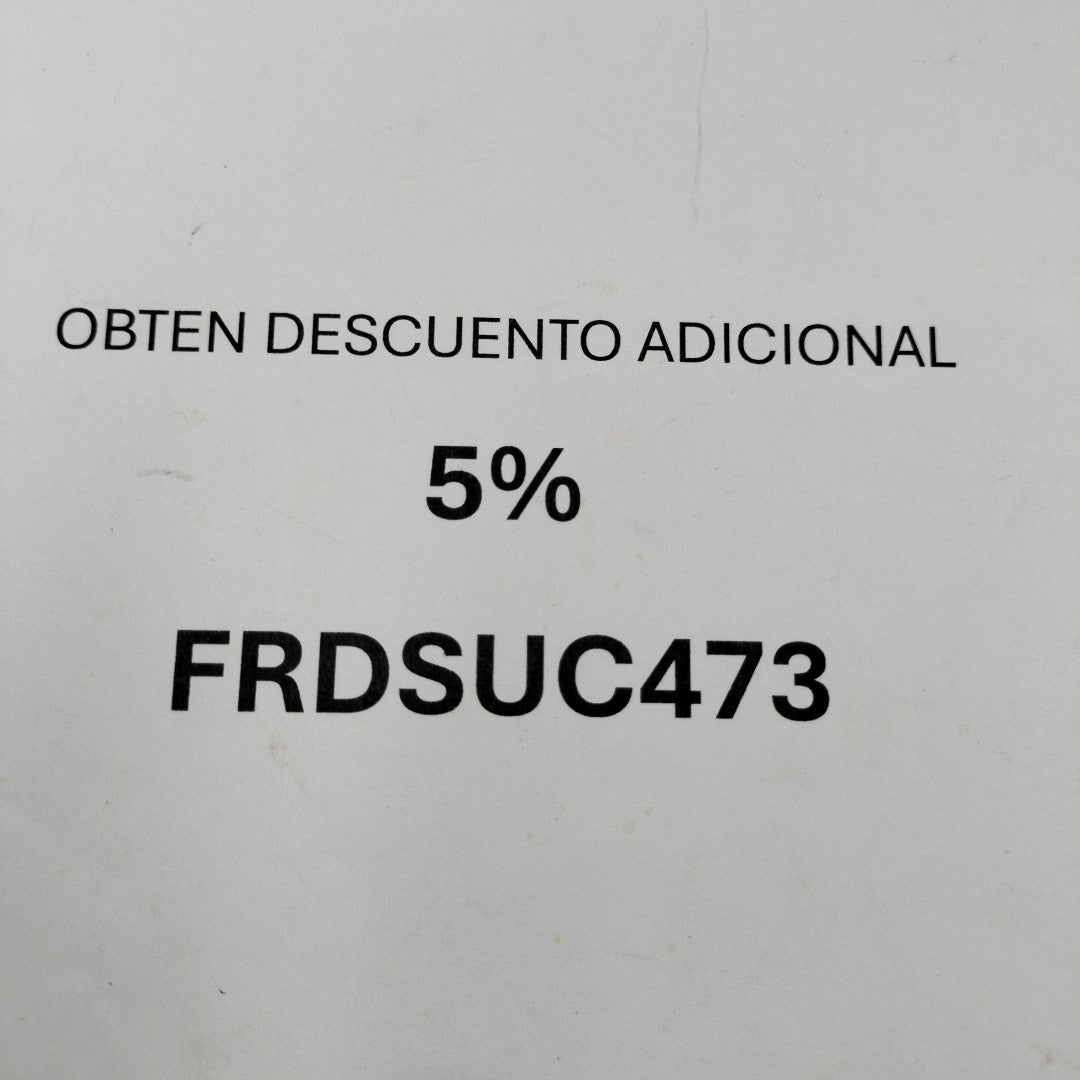 OBTEN DESCUENTO ADICIONAL
5%
FRDSUC473